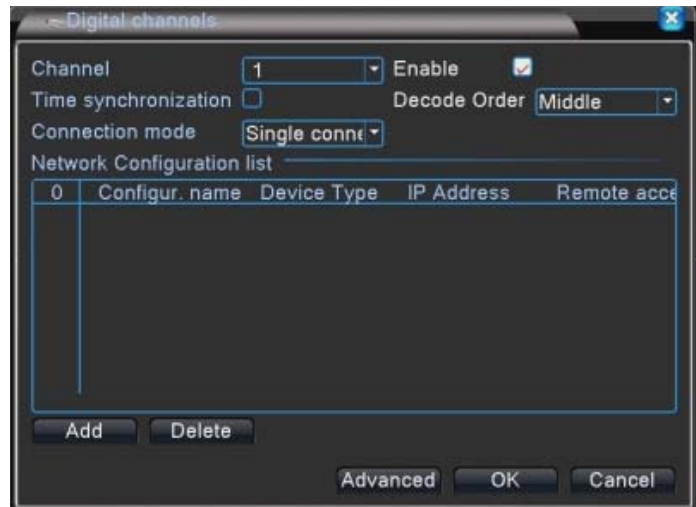 Digital channels
Channel 1 Enable
Time synchronization Decode Order Middle
Connection mode Single conne
Network Configuration list
0 Configur. name Device Type IP Address Remote acce
Add Delete
Advanced OK Cancel